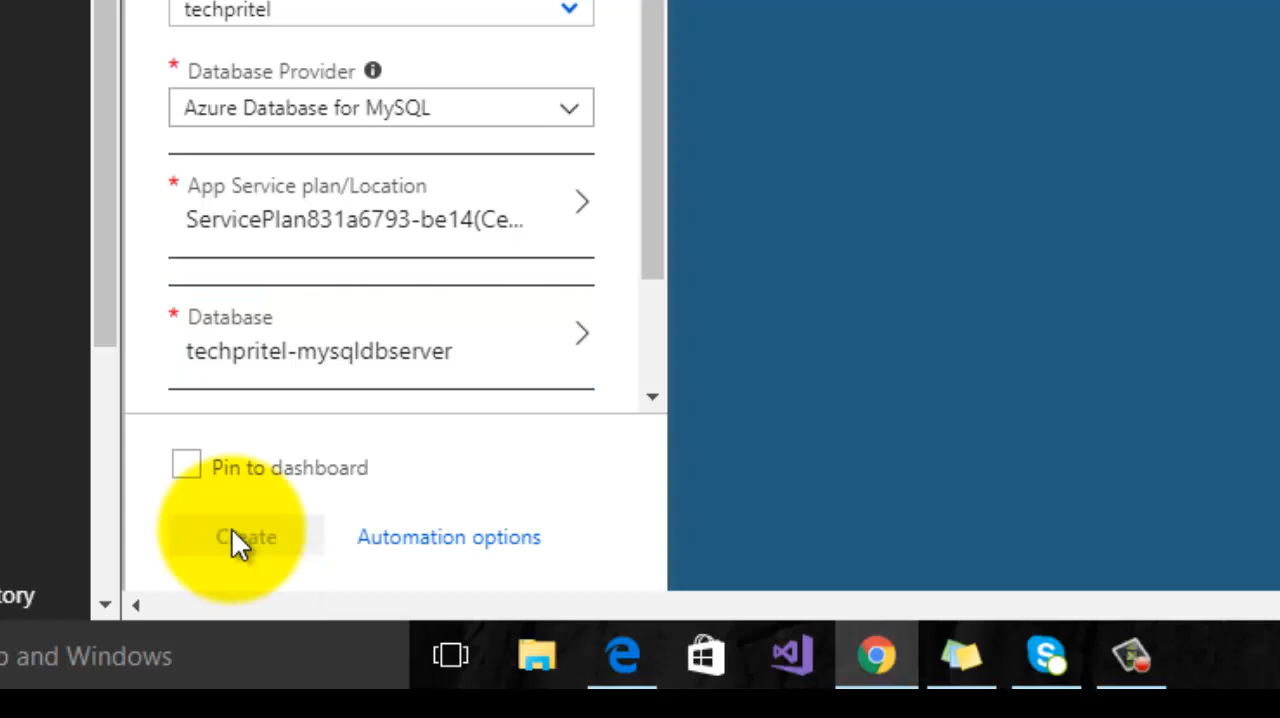 techpritel
* Database Provider
Azure Database for MySQL
* App Service plan/Location
ServicePlan831a6793-be14(Ce...
* Database
techpritel-mysqldbserver
Pin to dashboard
Create
Automation options
tory
and Windows